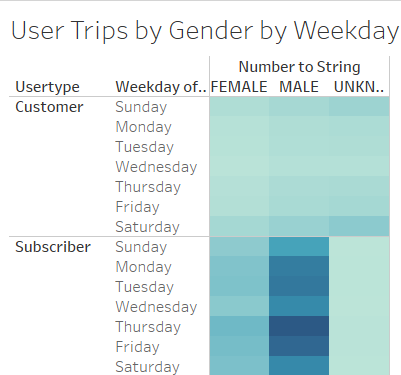 User Trips by Gender by Weekday
Number to String
Usertype Weekday of.. FEMALE MALE UNKN..
Customer Sunday
Monday
Tuesday
Wednesday
Thursday
Friday
Saturday
Subscriber Sunday
Monday
Tuesday
Wednesday
Thursday
Friday
Saturday